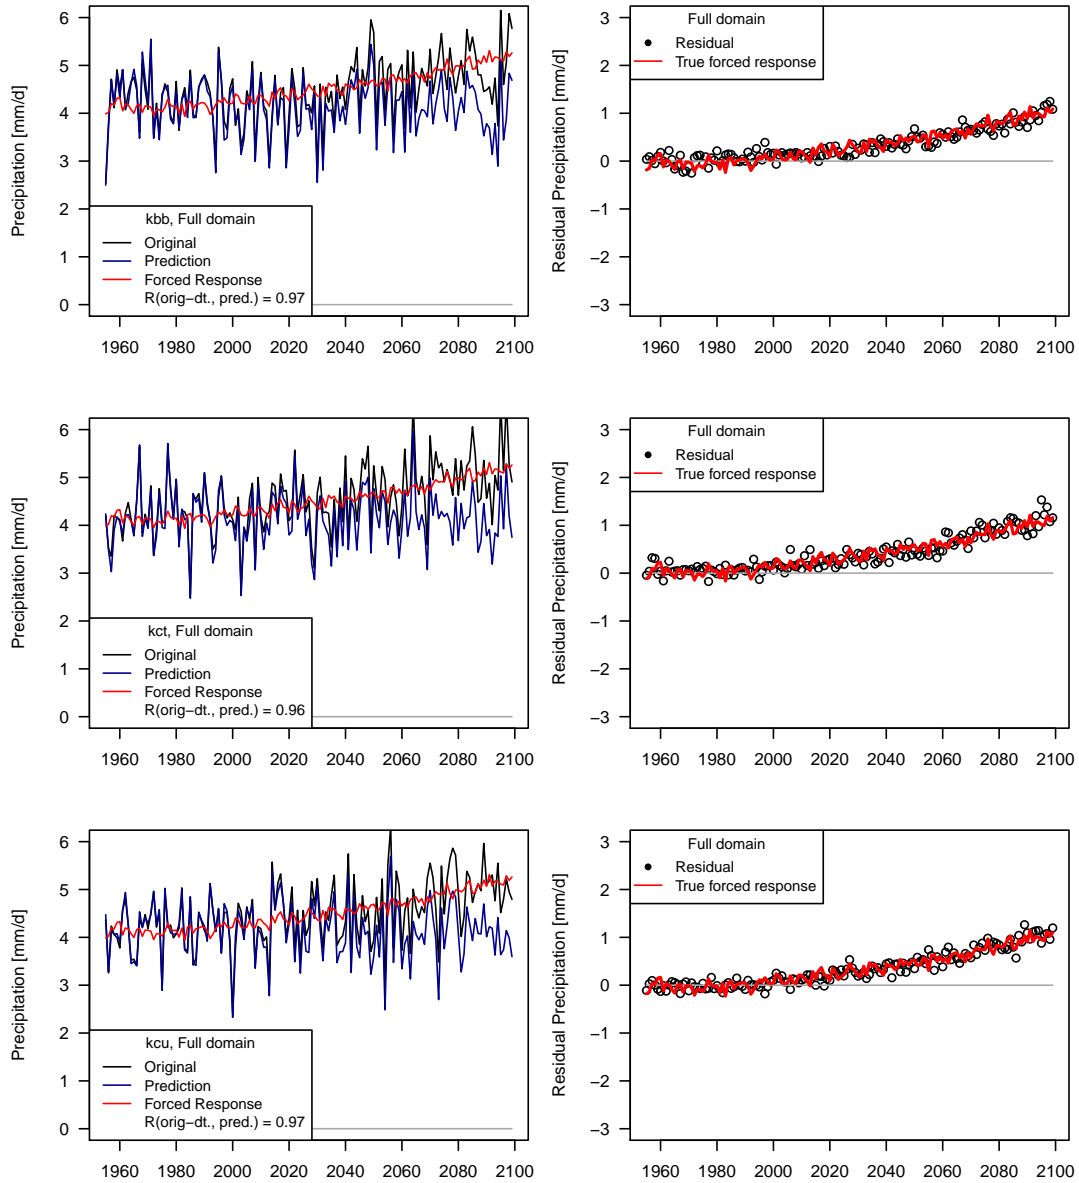 Precipitation [mm/d]
6
5
4
3
2
1
0
kbb, Full domain
Original
Prediction
Forced Response
R(orig−dt., pred.) = 0.97
1960 1980 2000 2020 2040 2060 2080 2100
Residual Precpitation [mm/d]
3
2
1
0
−1
−2
−3
Full domain
Residual
True forced response
1960 1980 2000 2020 2040 2060 2080 2100
Precipitation [mm/d]
6
5
4
3
2
1
0
kct, Full domain
Original
Prediction
Forced Response
R(orig−dt., pred.) = 0.96
1960 1980 2000 2020 2040 2060 2080 2100
Residual Precpitation [mm/d]
3
2
1
0
−1
−2
−3
Full domain
Residual
True forced response
1960 1980 2000 2020 2040 2060 2080 2100
Precipitation [mm/d]
6
5
4
3
2
1
0
kcu, Full domain
Original
Prediction
Forced Response
R(orig−dt., pred.) = 0.97
1960 1980 2000 2020 2040 2060 2080 2100
Residual Precpitation [mm/d]
3
2
1
0
−1
−2
−3
Full domain
Residual
True forced response
1960 1980 2000 2020 2040 2060 2080 2100